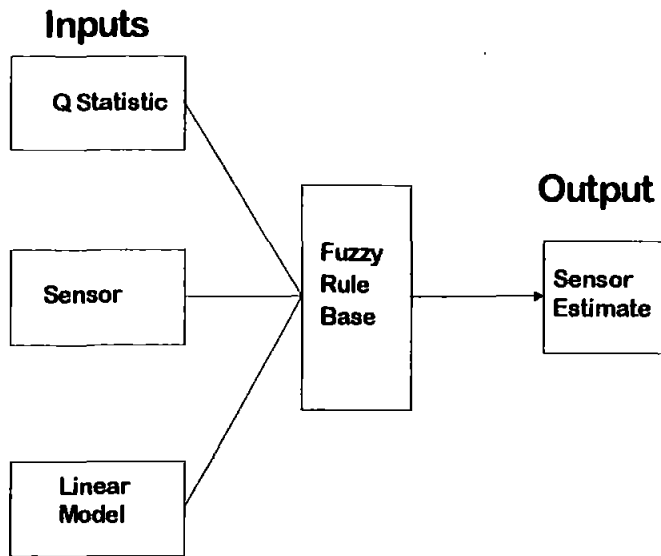 Inputs
Q Statistic
Sensor
Linear
Model
Fuzzy
Rule
Base
Output
Sensor
Estimate